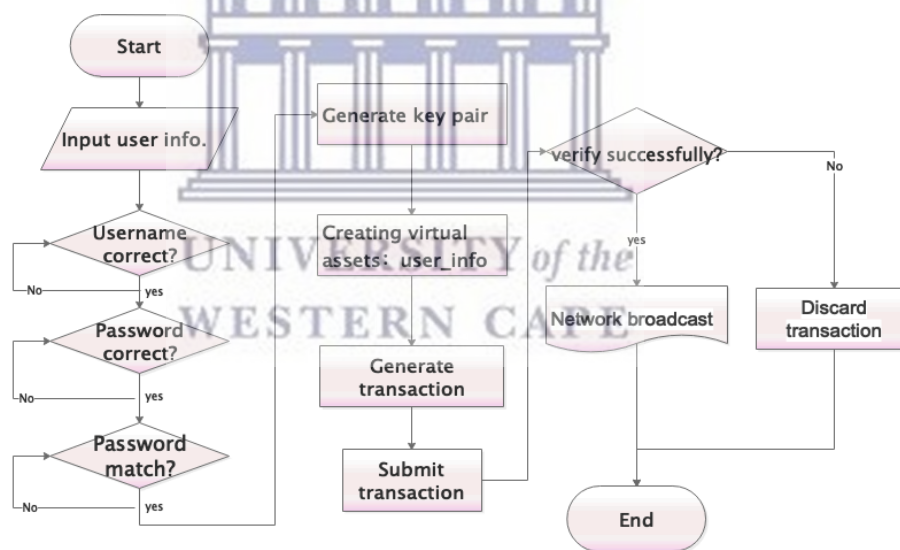 Start
Input user info.
Username
correct?
No
yes
Password
correct?
No
yes
Password
match?
No
yes
Generate key pair
Creating virtual
assets: user_info
Generate
transaction
Submit
transaction
verify successfully?
No
yes
Network broadcast
Discard
transaction
End
UNIVERSITY of the
WESTERN CAPE